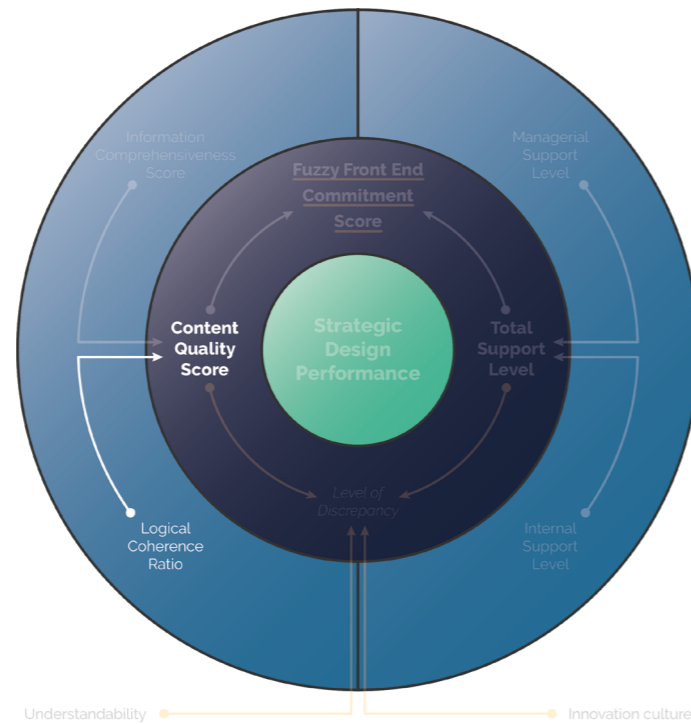 Information
Comprehensiveness
Score
Managerial
Support
Level
Fuzzy Front End
Commitment
Score
Content
Quality
Score
Strategic
Design
Performance
Total
Support
Level
Level of
Discrepancy
Logical
Coherence
Ratio
Internal
Support
Level
Understandability
Innovation culture